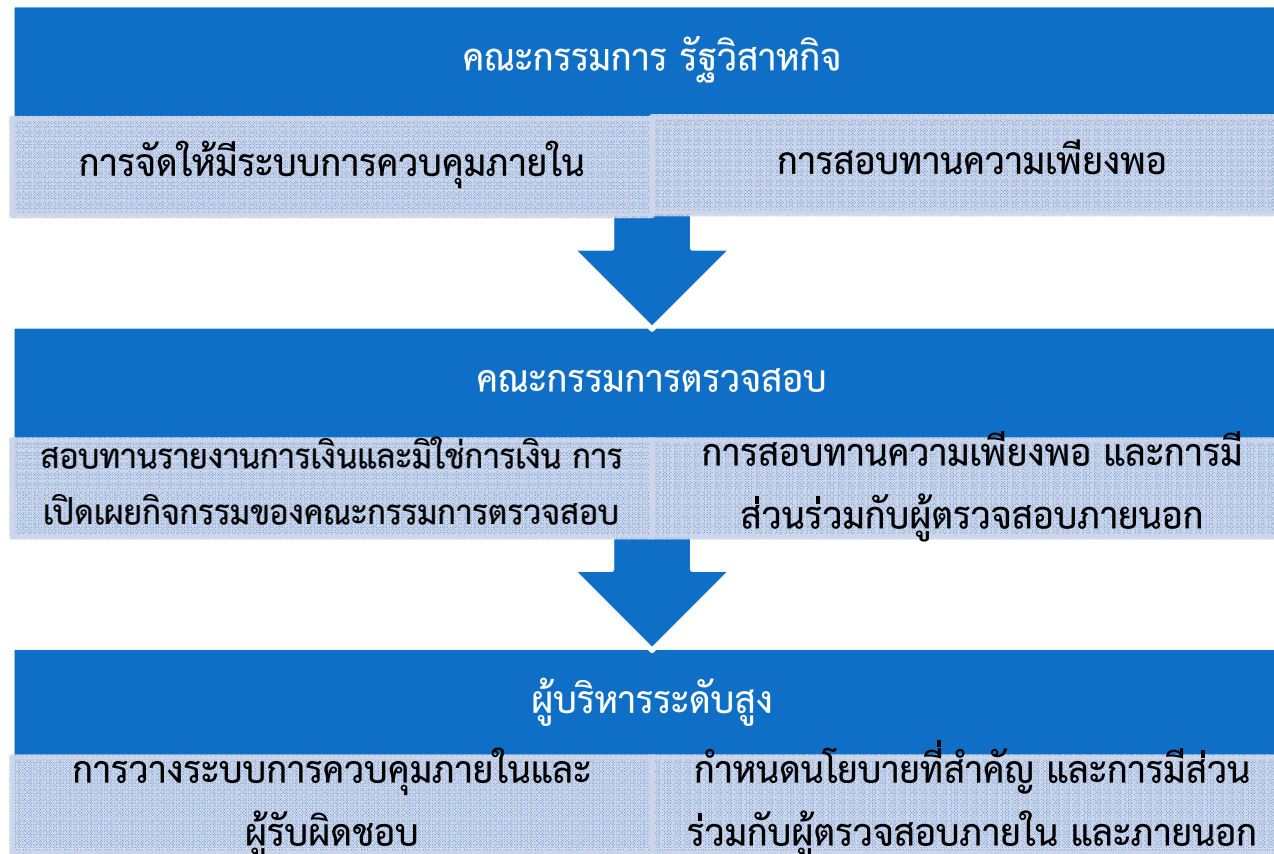 คณะกรรมการ รัฐวิสาหกิจ
การจัดให้มีระบบการควบคุมภายใน
การสอบทานความเพียงพอ
คณะกรรมการตรวจสอบ
สอบทานรายงานการเงินและมิใช่การเงิน การ
เปิดเผยกิจกรรมของคณะกรรมการตรวจสอบ
การสอบทานความเพียงพอ และการมี
ส่วนร่วมกับผู้ตรวจสอบภายนอก
ผู้บริหารระดับสูง
การวางระบบการควบคุมภายในและ
ผู้รับผิดชอบ
กำหนดนโยบายที่สำคัญ และการมีส่วน
ร่วมกับผู้ตรวจสอบภายใน และภายนอก